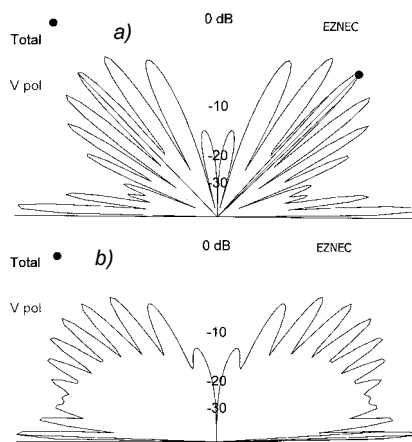 0 dB
EZNEC
Total
a)
V pol
-10
-20
-30
0 dB
EZNEC
Total
b)
V pol
-10
-20
-30